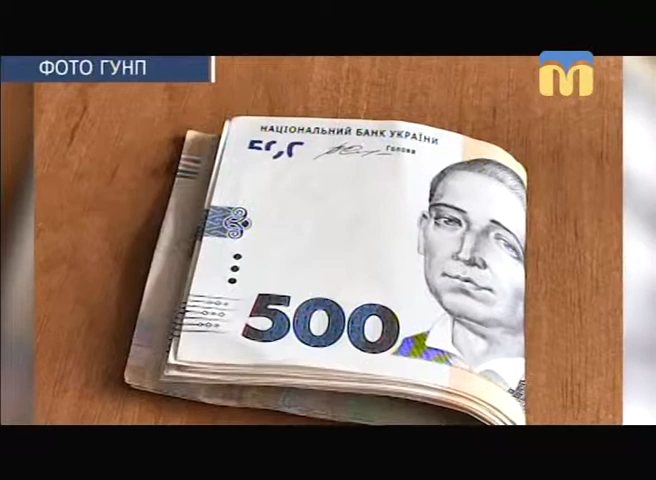 ФОТО ГУНП
М
НАЦІОНАЛЬНИЙ БАНК УКРАЇНИ
Голова
500